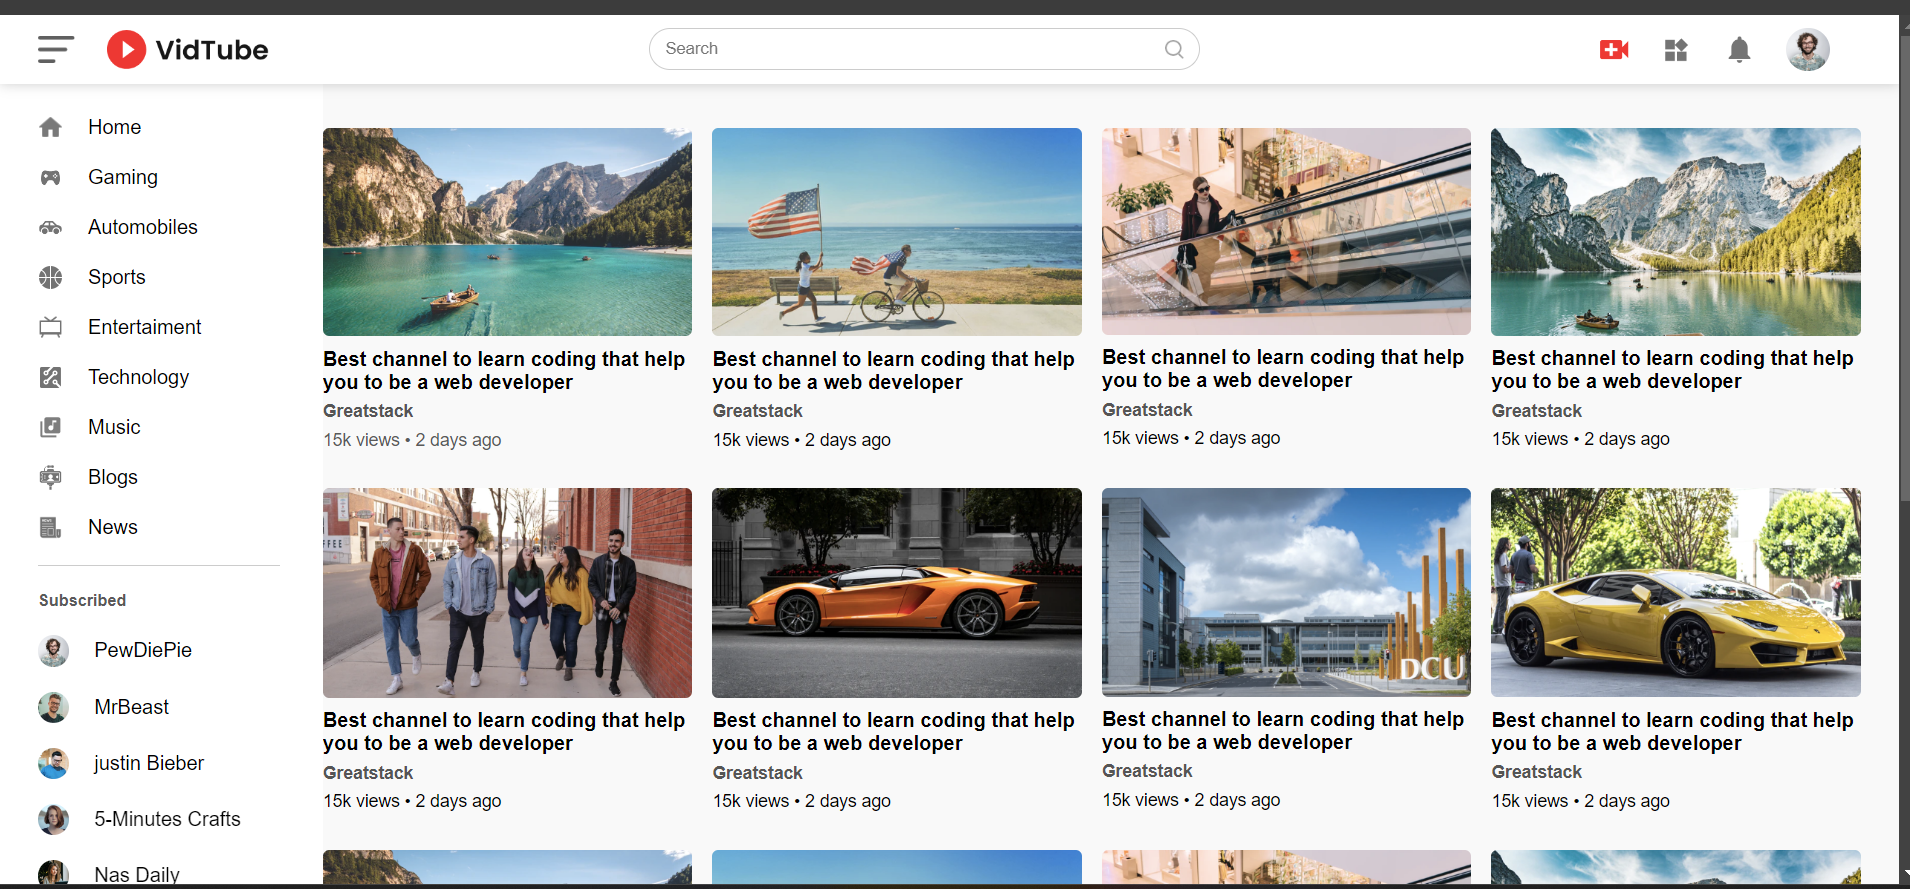 VidTube
Search
Home
Gaming
Automobiles
Sports
Entertaiment
Technology
Music
Blogs
News
Subscribed
PewDiePie
MrBeast
justin Bieber
5-Minutes Crafts
Nas Daily
Best channel to learn coding that help
you to be a web developer
Greatstack
15k views • 2 days ago
Best channel to learn coding that help
you to be a web developer
Greatstack
15k views • 2 days ago
Best channel to learn coding that help
you to be a web developer
Greatstack
15k views • 2 days ago
Best channel to learn coding that help
you to be a web developer
Greatstack
15k views • 2 days ago
FFEE
DCU
Best channel to learn coding that help
you to be a web developer
Greatstack
15k views • 2 days ago
Best channel to learn coding that help
you to be a web developer
Greatstack
15k views • 2 days ago
Best channel to learn coding that help
you to be a web developer
Greatstack
15k views • 2 days ago
Best channel to learn coding that help
you to be a web developer
Greatstack
15k views • 2 days ago